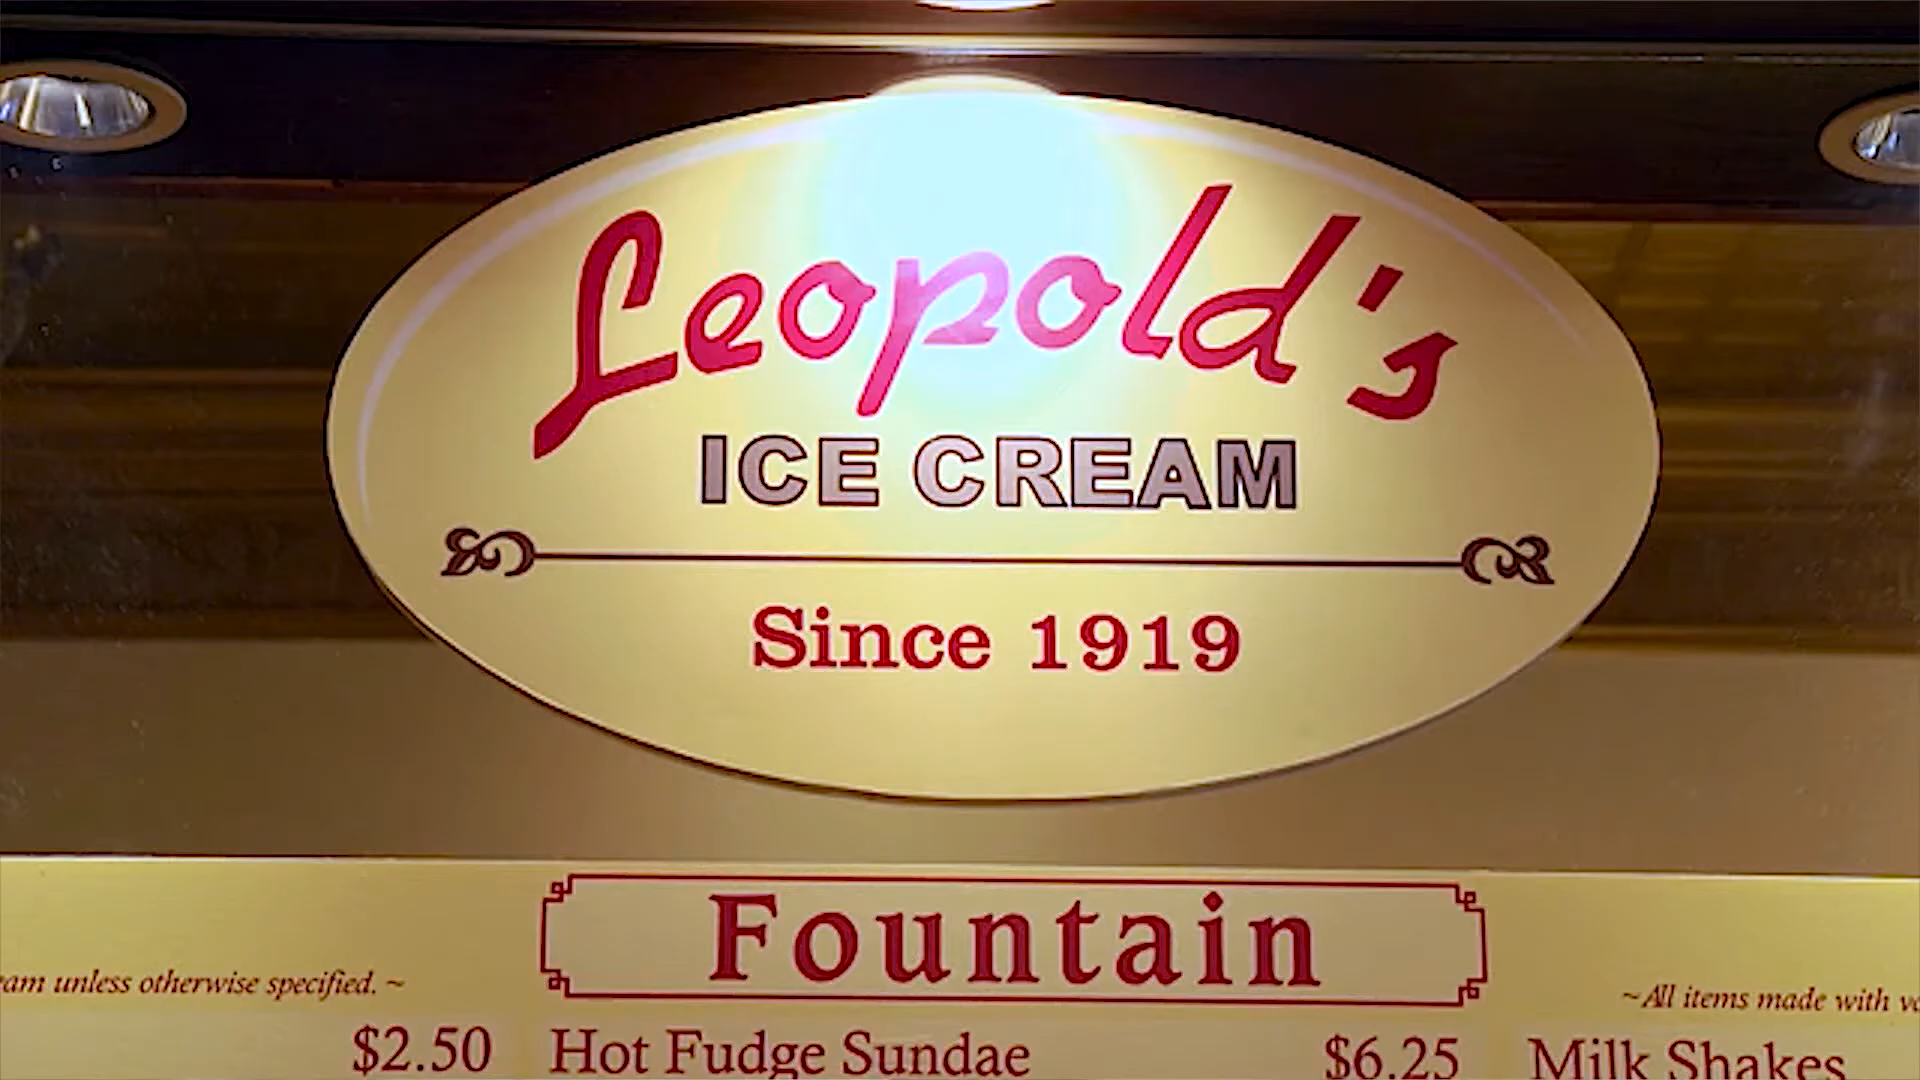 Leopold's
ICE CREAM
Since 1919
Fountain
unless otherwise specified. ~
~All items made with
$2.50 Hot Fudge Sundae $6.25 Milk Shakes